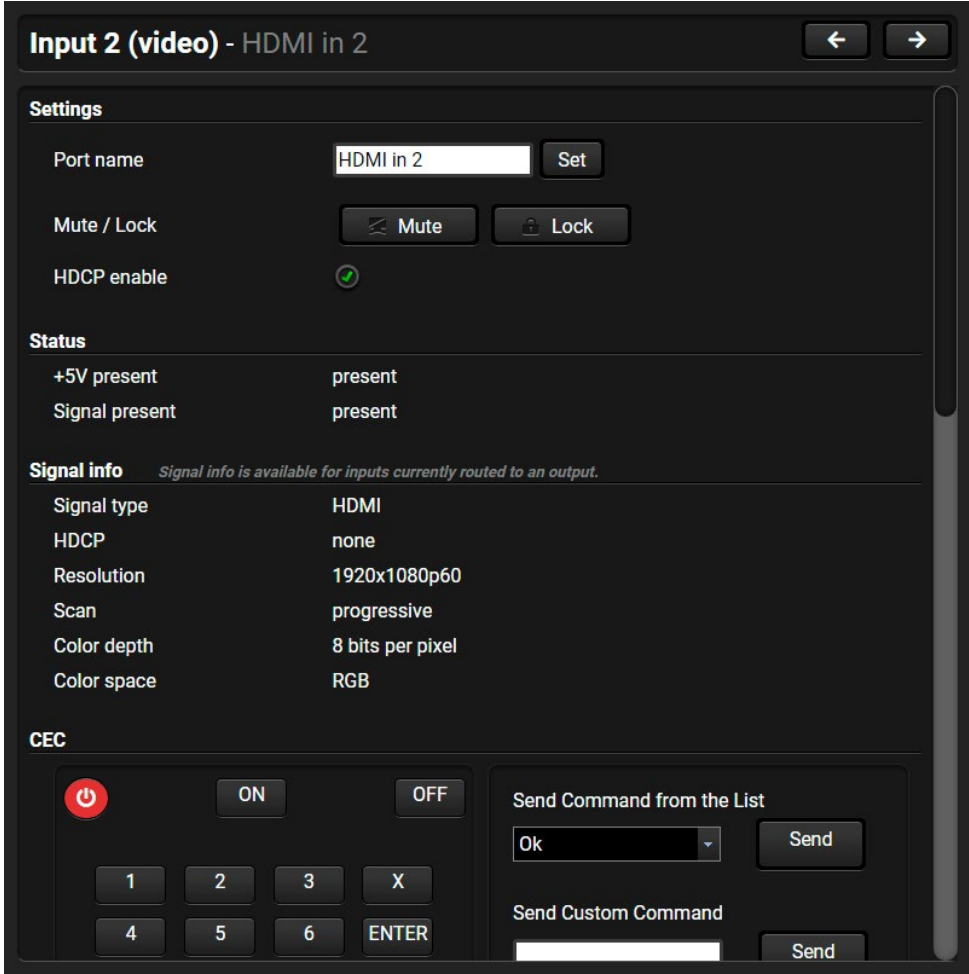 Input 2 (video) - HDMI in 2
Settings
Port name HDMI in 2 Set
Mute / Lock Mute Lock
HDCP enable
Status
+5V present present
Signal present present
Signal info Signal info is available for inputs currently routed to an output.
Signal type HDMI
HDCP none
Resolution 1920x1080p60
Scan progressive
Color depth 8 bits per pixel
Color space RGB
CEC
ON OFF
1 2 3 X
4 5 6 ENTER
Send Command from the List
Ok Send
Send Custom Command
Send